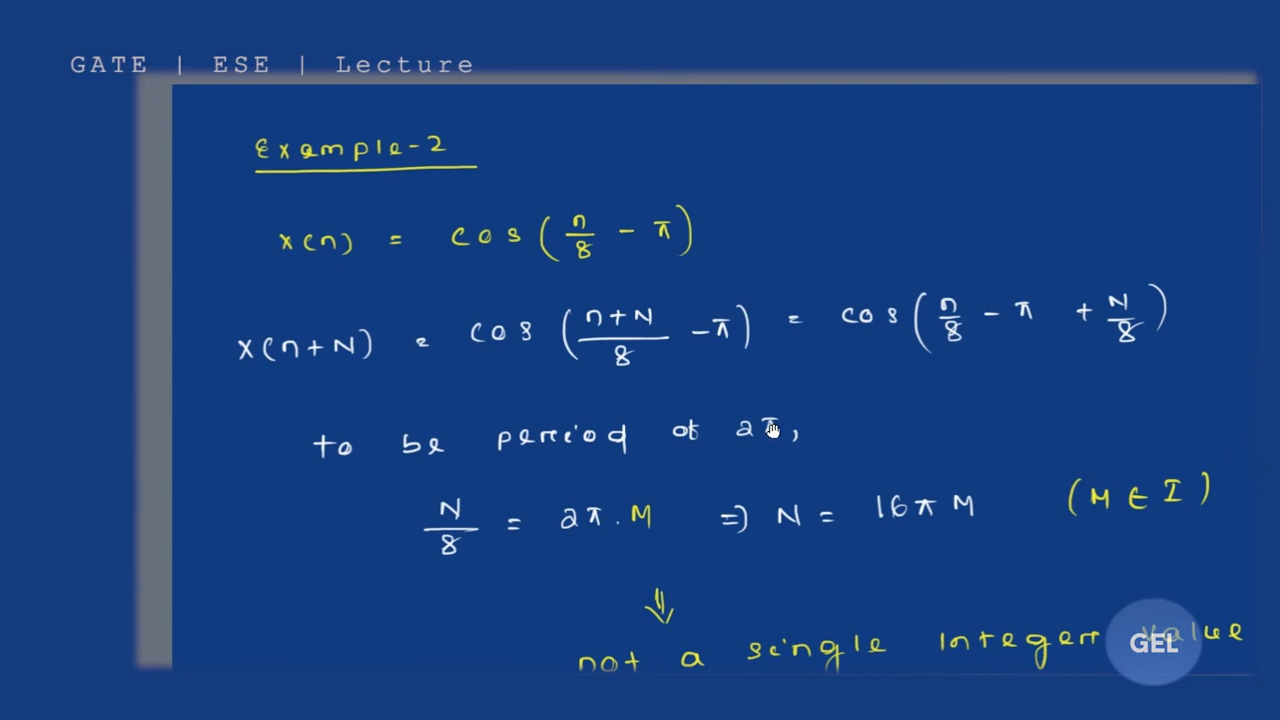 GATE | ESE | Lecture
Example-2
x(n) = cos(n/8 - π)
x(n+N) = cos((n+N)/8 - π) = cos(n/8 - π + N/8)
to be period of 2π,
N/8 = 2π.M ⇒ N = 16πM (M ∈ I)
⇓
not a single integer value
GEL